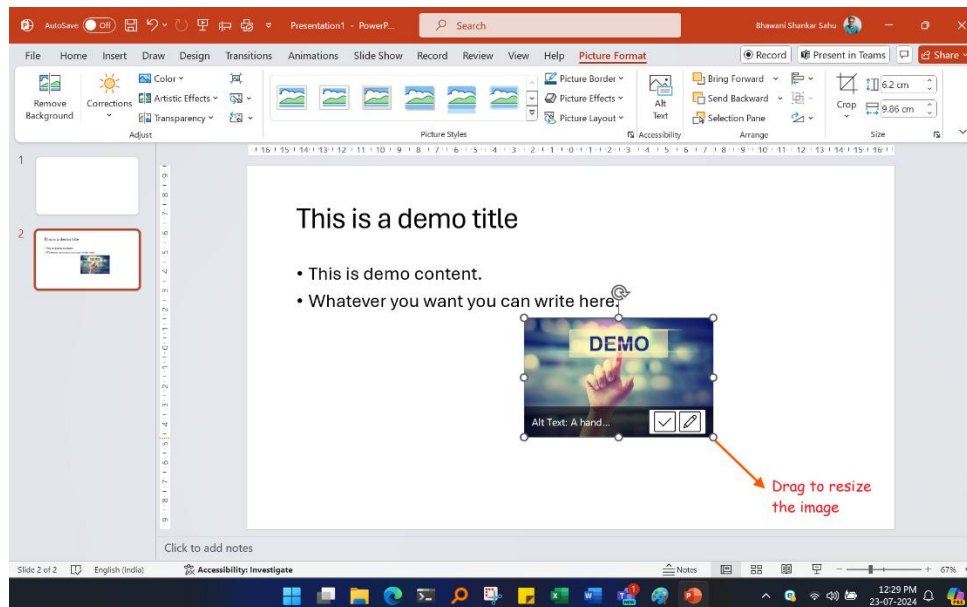 AutoSave Off Presentation1 - PowerP... Search Bhawani Shankar Sahu
File Home Insert Draw Design Transitions Animations Slide Show Record Review View Help Picture Format Record Present in Teams Share
Remove Background
Corrections
Color
Artistic Effects
Transparency
Adjust
Picture Styles
Picture Border
Picture Effects
Picture Layout
Alt Text
Accessibility
Bring Forward
Send Backward
Selection Pane
Arrange
Crop
6.2 cm
9.86 cm
Size
1
2
This is a demo title
• This is demo content.
• Whatever you want you can write here.
DEMO
Alt Text: A hand...
Drag to resize
the image
Click to add notes
Slide 2 of 2 English (India) Accessibility: Investigate Notes 67%
12:29 PM
23-07-2024